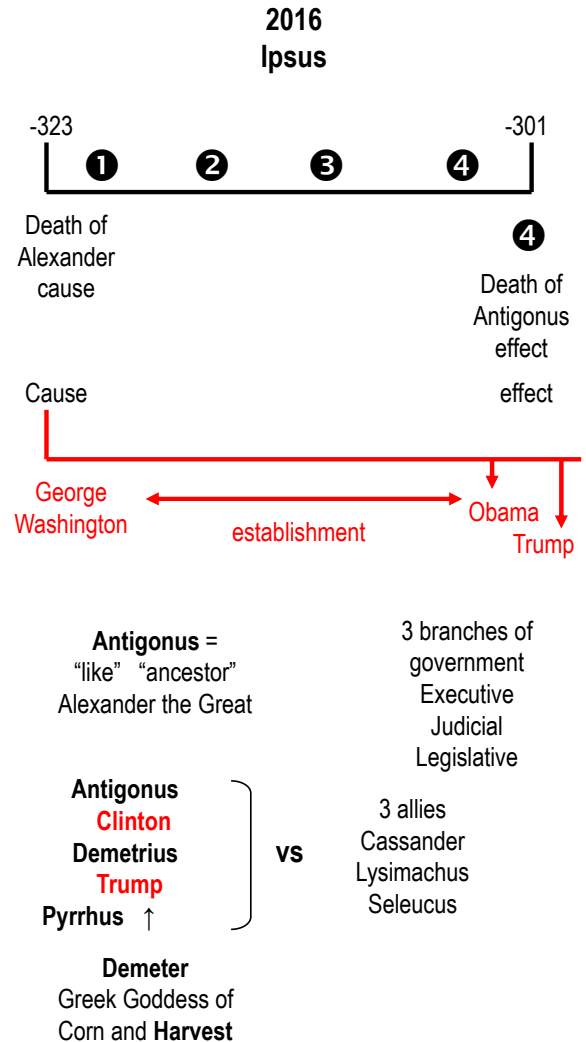 2016
Ipsus
-323 -301
❶ ❷ ❸ ❹
Death of
Alexander
cause
❹
Death of
Antigonus
effect
Cause effect
George
Washington
establishment
Obama
Trump
Antigonus =
“like” “ancestor”
Alexander the Great
3 branches of
government
Executive
Judicial
Legislative
Antigonus
Clinton
Demetrius
Trump
Pyrrhus ↑
vs
3 allies
Cassander
Lysimachus
Seleucus
Demeter
Greek Goddess of
Corn and Harvest